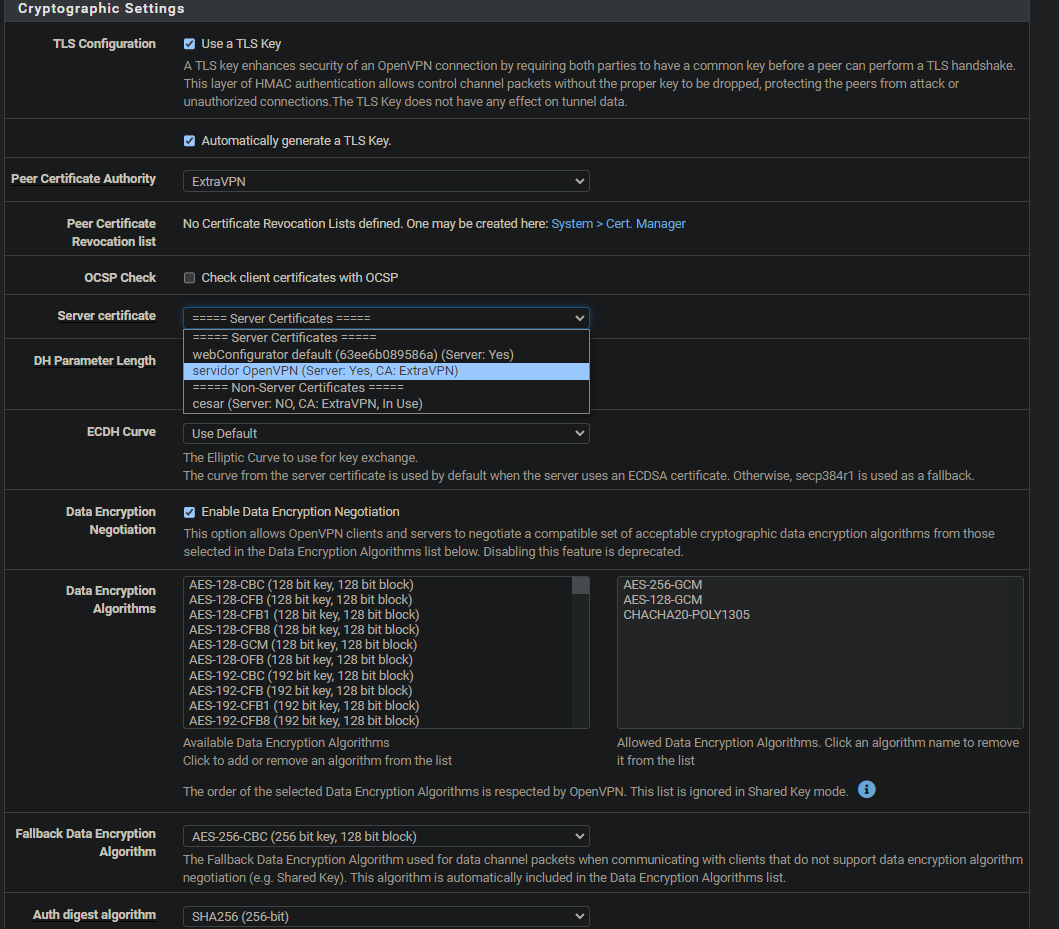 Cryptographic Settings
TLS Configuration
Use a TLS Key
A TLS key enhances security of an OpenVPN connection by requiring both parties to have a common key before a peer can perform a TLS handshake.
This layer of HMAC authentication allows control channel packets without the proper key to be dropped, protecting the peers from attack or
unauthorized connections.The TLS Key does not have any effect on tunnel data.
Automatically generate a TLS Key.
Peer Certificate Authority
ExtraVPN
Peer Certificate
Revocation list
No Certificate Revocation Lists defined. One may be created here: System > Cert. Manager
OCSP Check
Check client certificates with OCSP
Server certificate
===== Server Certificates =====
===== Server Certificates =====
webConfigurator default (63ee6b089586a) (Server: Yes)
servidor OpenVPN (Server: Yes, CA: ExtraVPN)
===== Non-Server Certificates =====
cesar (Server: NO, CA: ExtraVPN, In Use)
DH Parameter Length
ECDH Curve
Use Default
The Elliptic Curve to use for key exchange.
The curve from the server certificate is used by default when the server uses an ECDSA certificate. Otherwise, secp384r1 is used as a fallback.
Data Encryption
Negotiation
Enable Data Encryption Negotiation
This option allows OpenVPN clients and servers to negotiate a compatible set of acceptable cryptographic data encryption algorithms from those
selected in the Data Encryption Algorithms list below. Disabling this feature is deprecated.
Data Encryption
Algorithms
AES-128-CBC (128 bit key, 128 bit block)
AES-128-CFB (128 bit key, 128 bit block)
AES-128-CFB1 (128 bit key, 128 bit block)
AES-128-CFB8 (128 bit key, 128 bit block)
AES-128-GCM (128 bit key, 128 bit block)
AES-128-OFB (128 bit key, 128 bit block)
AES-192-CBC (192 bit key, 128 bit block)
AES-192-CFB (192 bit key, 128 bit block)
AES-192-CFB1 (192 bit key, 128 bit block)
AES-192-CFB8 (192 bit key, 128 bit block)
Available Data Encryption Algorithms
Click to add or remove an algorithm from the list
AES-256-GCM
AES-128-GCM
CHACHA20-POLY1305
Allowed Data Encryption Algorithms. Click an algorithm name to remove
it from the list
The order of the selected Data Encryption Algorithms is respected by OpenVPN. This list is ignored in Shared Key mode.
Fallback Data Encryption
Algorithm
AES-256-CBC (256 bit key, 128 bit block)
The Fallback Data Encryption Algorithm used for data channel packets when communicating with clients that do not support data encryption algorithm
negotiation (e.g. Shared Key). This algorithm is automatically included in the Data Encryption Algorithms list.
Auth digest algorithm
SHA256 (256-bit)